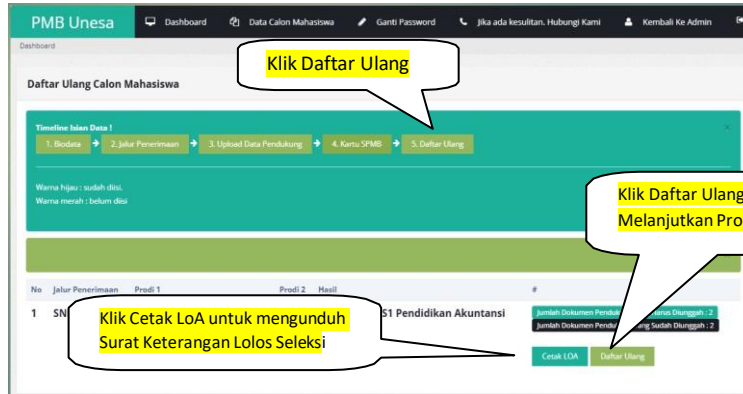 PMB Unesa Dashboard Data Calon Mahasiswa Ganti Password Jika ada kesulitan. Hubungi Kami Kembali Ke Admin
Dashboard
Klik Daftar Ulang
Daftar Ulang Calon Mahasiswa
Timeline Isian Data !
1. Biodata 2. Jalur Penerimaan 3. Upload Data Pendukung 4. Kartu SPMB 5. Daftar Ulang
Warna hijau : sudah diisi.
Warna merah : belum diisi
Klik Daftar Ulang
Melanjutkan Pro
No Jalur Penerimaan Prodi 1 Prodi 2 Hasil #
1 SN S1 Pendidikan Akuntansi
Klik Cetak LoA untuk mengunduh
Surat Keterangan Lolos Seleksi
Jumlah Dokumen Penduk Harus Diunggah : 2
Jumlah Dokumen Pendu ang Sudah Diunggah : 2
Cetak LOA Daftar Ulang